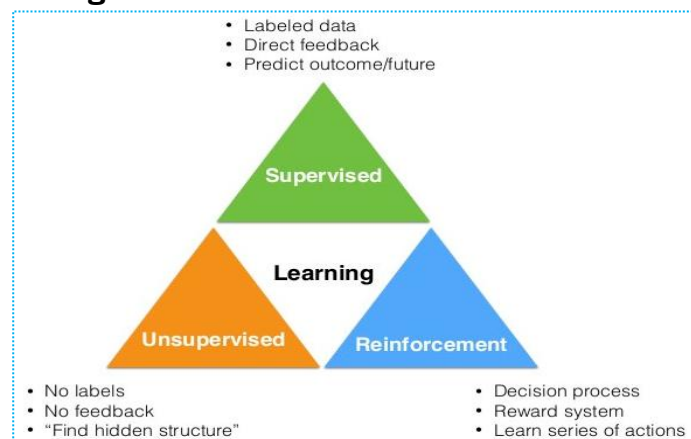 • Labeled data
• Direct feedback
• Predict outcome/future
Supervised
Learning
Unsupervised
Reinforcement
• No labels
• No feedback
• “Find hidden structure”
• Decision process
• Reward system
• Learn series of actions